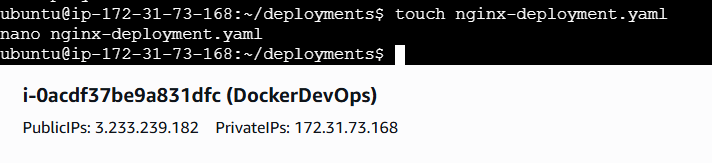 ubuntu@ip-172-31-73-168:~/deployments$ touch nginx-deployment.yaml
nano nginx-deployment.yaml
ubuntu@ip-172-31-73-168:~/deployments$
i-0acdf37be9a831dfc (DockerDevOps)
PublicIPs: 3.233.239.182 PrivateIPs: 172.31.73.168